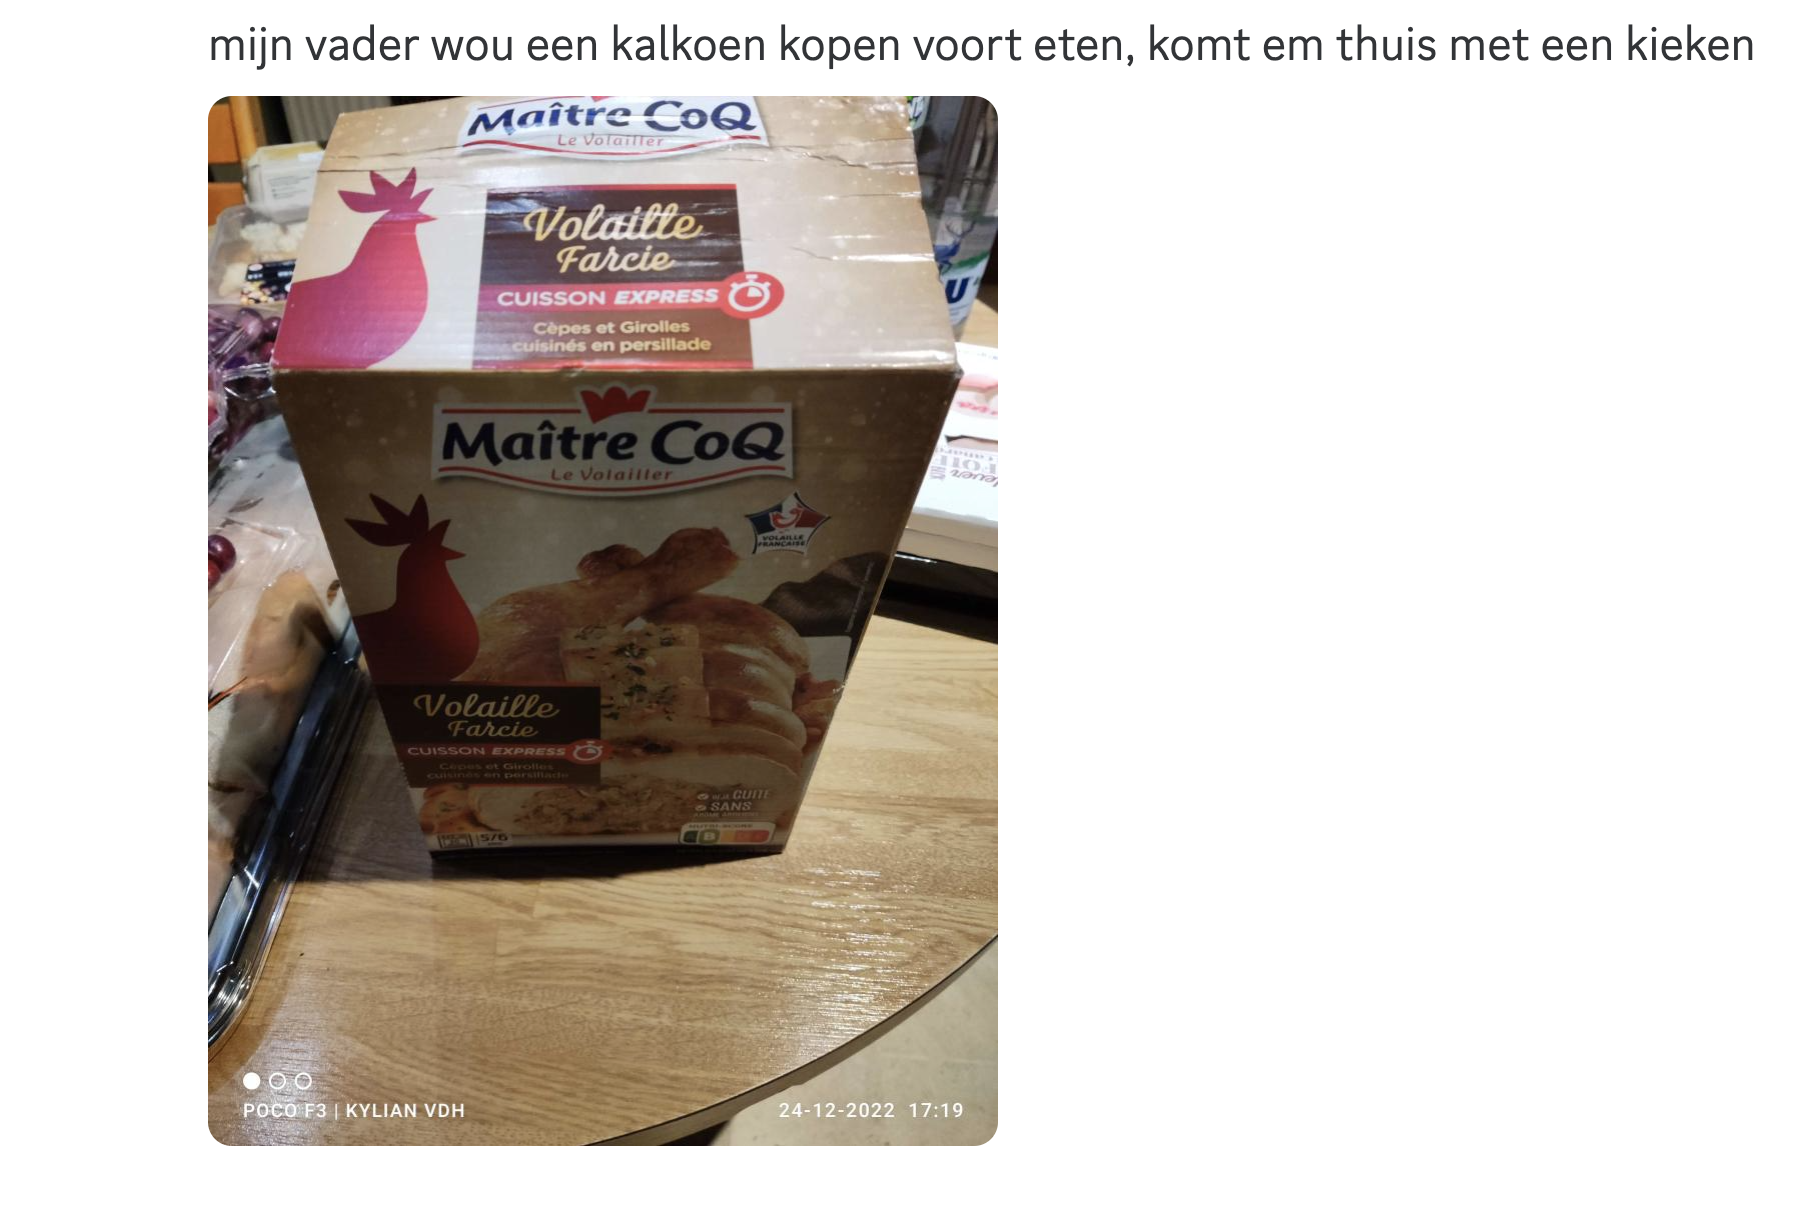 mijn vader wou een kalkoen kopen voort eten, komt em thuis met een kieken
Maître CoQ
Le Volailler
Volaille
Farcie
CUISSON EXPRESS
Cèpes et Girolles
cuisinés en persillade
U
Maître CoQ
Le Volailler
VOLAILLE
FRANÇAISE
Volaille
Farcie
CUISSON EXPRESS
Cèpes et Girolles
cuisinés en persillade
CUITE
SANS
NUTRI-SCORE
B
5/6
POCO F3 | KYLIAN VDH
24-12-2022 17:19